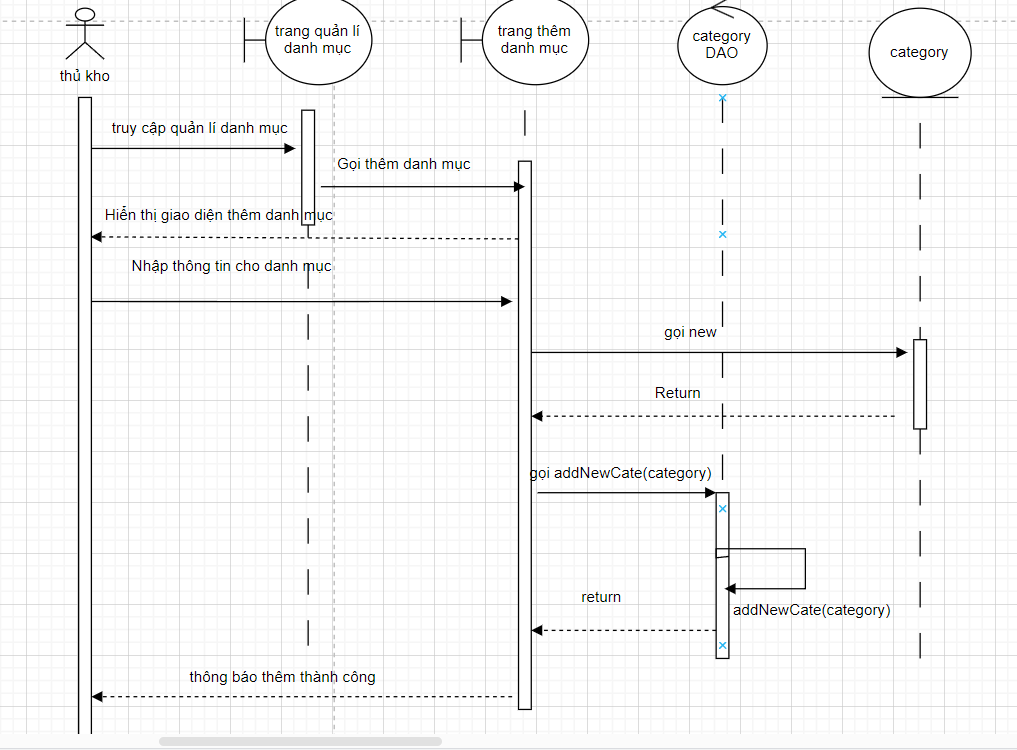 trang quản lí
danh mục
trang thêm
danh mục
category
DAO
category
thủ kho
truy cập quản lí danh mục
Gọi thêm danh mục
Hiển thị giao diện thêm danh mục
Nhập thông tin cho danh mục
gọi new
Return
gọi addNewCate(category)
return
addNewCate(category)
thông báo thêm thành công